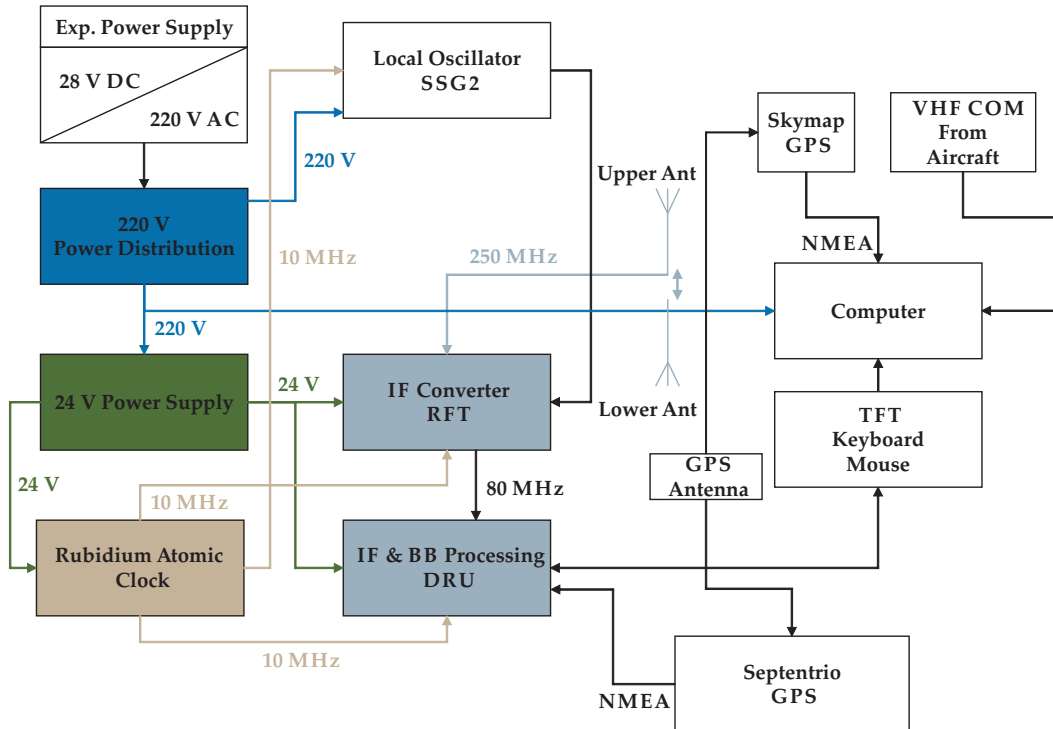 Exp. Power Supply
28 V DC
220 V AC
Local Oscillator
SSG2
Skymap
GPS
VHF COM
From
Aircraft
220 V
Upper Ant
220 V
Power Distribution
10 MHz
250 MHz
NMEA
Computer
220 V
24 V Power Supply
24 V
IF Converter
RFT
Lower Ant
TFT
Keyboard
Mouse
GPS
Antenna
24 V
10 MHz
80 MHz
Rubidium Atomic
Clock
IF & BB Processing
DRU
10 MHz
NMEA
Septentrio
GPS